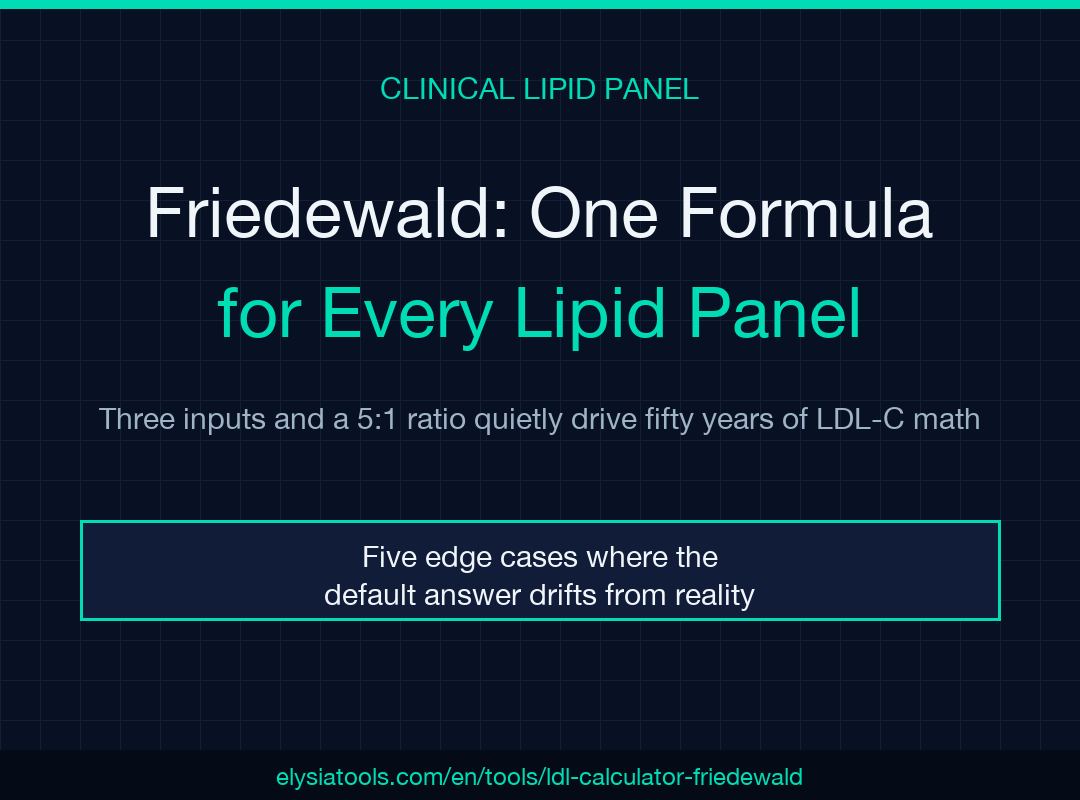 CLINICAL LIPID PANEL
Friedewald: One Formula
for Every Lipid Panel
Three inputs and a 5:1 ratio quietly drive fifty years of LDL-C math
Five edge cases where the
default answer drifts from reality
elysiatools.com/en/tools/ldl-calculator-friedewald